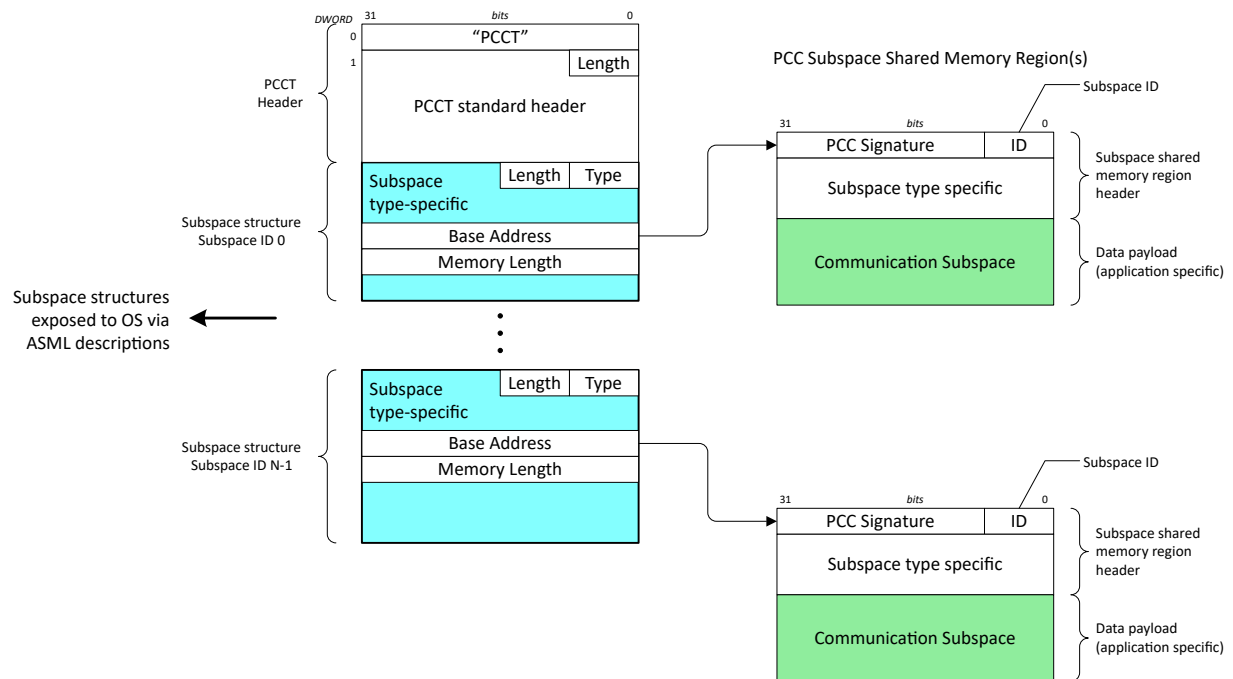 DWORD
31 bits 0
0
“PCCT”
1
Length
PCCT standard header
PCCT
Header
Subspace
type-specific
Length
Type
Base Address
Memory Length
Subspace structure
Subspace ID 0
Subspace structures
exposed to OS via
ASML descriptions
Subspace
type-specific
Length
Type
Base Address
Memory Length
Subspace structure
Subspace ID N-1
PCC Subspace Shared Memory Region(s)
Subspace ID
31 bits 0
PCC Signature
ID
Subspace type specific
Communication Subspace
Subspace shared
memory region
header
Data payload
(application specific)
Subspace ID
31 bits 0
PCC Signature
ID
Subspace type specific
Communication Subspace
Subspace shared
memory region
header
Data payload
(application specific)